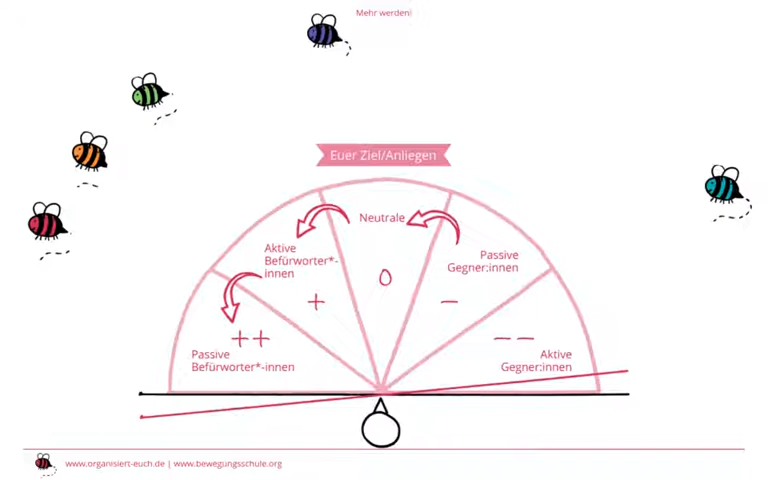 Mehr werden!
Euer Ziel/Anliegen
Neutrale
Aktive
Befürworter*-
innen
Passive
Gegner:innen
0
+
−
++
− −
Passive
Befürworter*-innen
Aktive
Gegner:innen
www.organisiert-euch.de | www.bewegungsschule.org